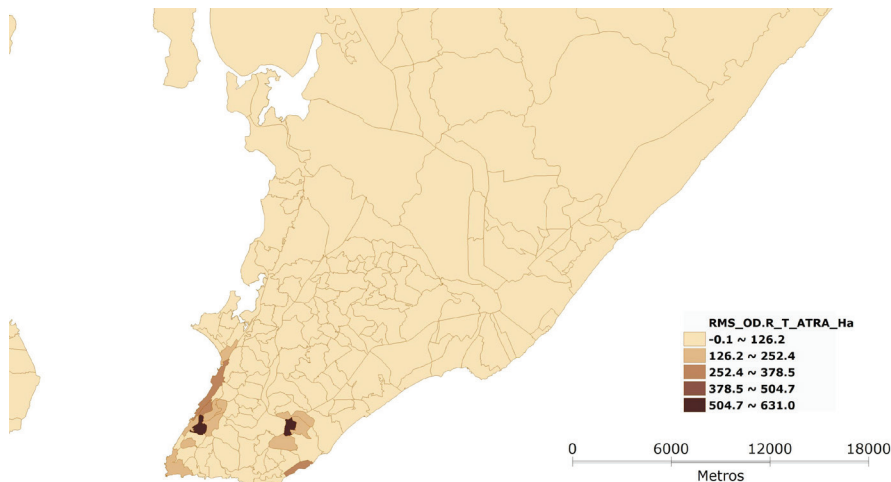 RMS_OD.R_T_ATRA_Ha
-0.1 ~ 126.2
126.2 ~ 252.4
252.4 ~ 378.5
378.5 ~ 504.7
504.7 ~ 631.0
0 6000 12000 18000
Metros